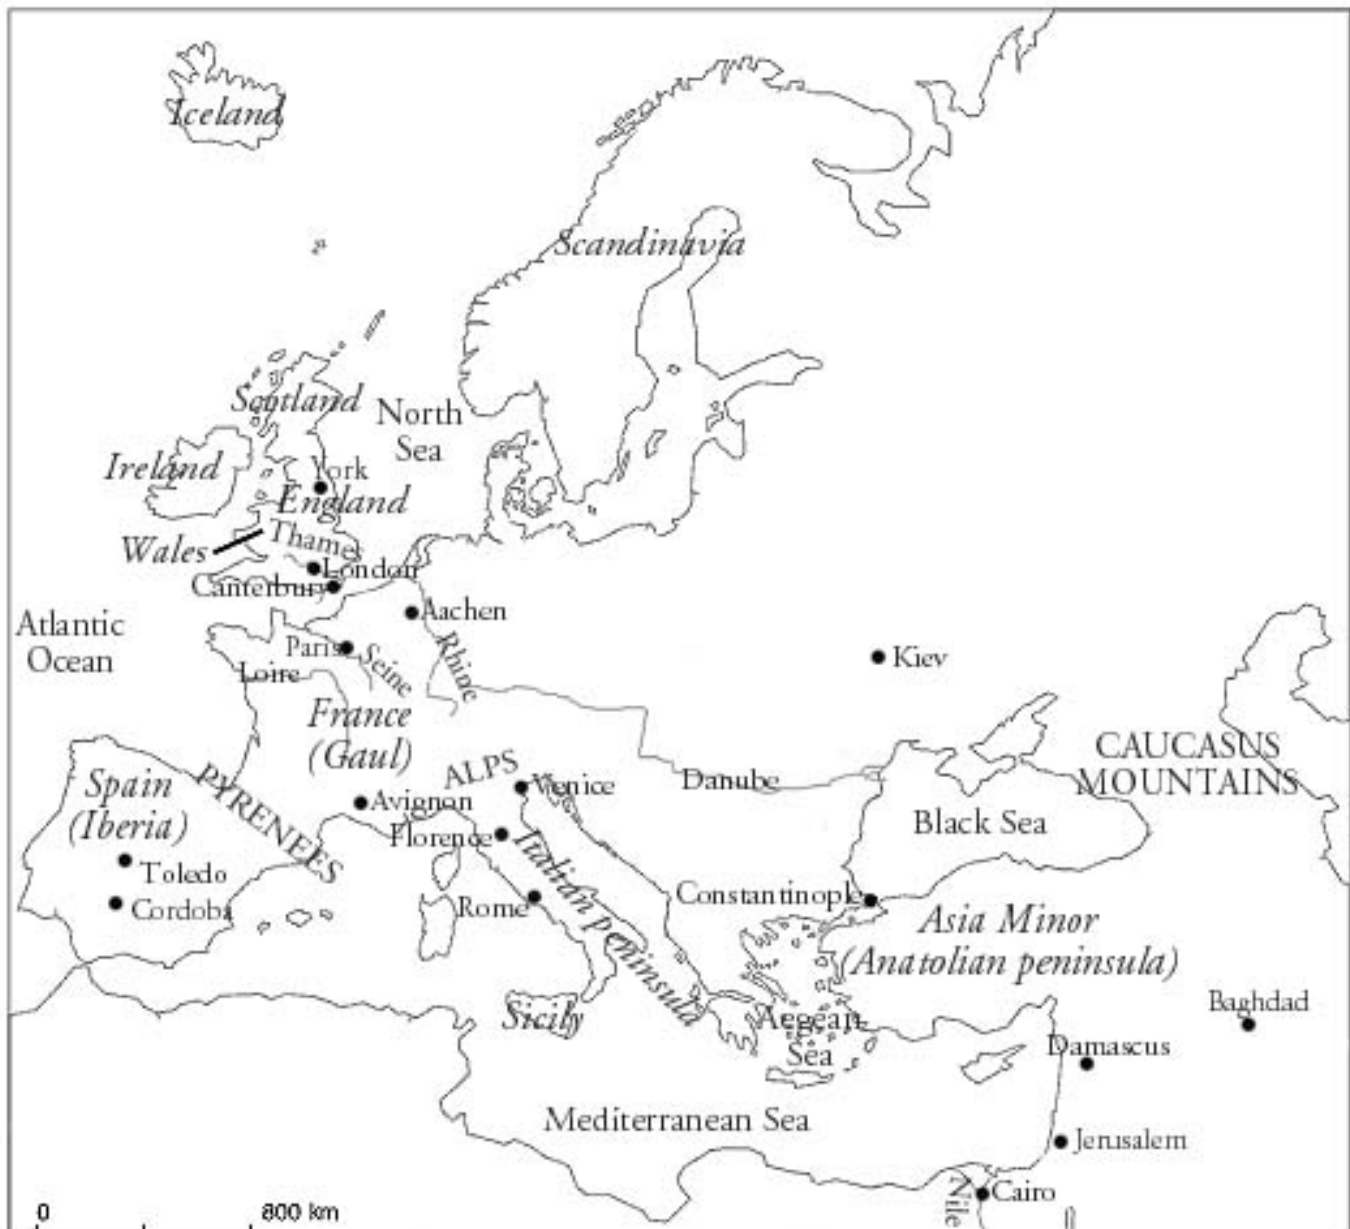 Iceland
Scandinavia
Scotland
North
Sea
Ireland
York
England
Wales
Thames
London
Canterbury
Aachen
Atlantic
Ocean
Paris
Seine
Rhine
Kiev
Loire
France
(Gaul)
CAUCASUS
MOUNTAINS
ALPS
Danube
Venice
Spain
(Iberia)
PYRENEES
Avignon
Florence
Italian peninsula
Black Sea
Toledo
Cordoba
Rome
Constantinople
Asia Minor
(Anatolian peninsula)
Baghdad
Sicily
Aegean
Sea
Damascus
Mediterranean Sea
Jerusalem
Nile
Cairo
0 800 km